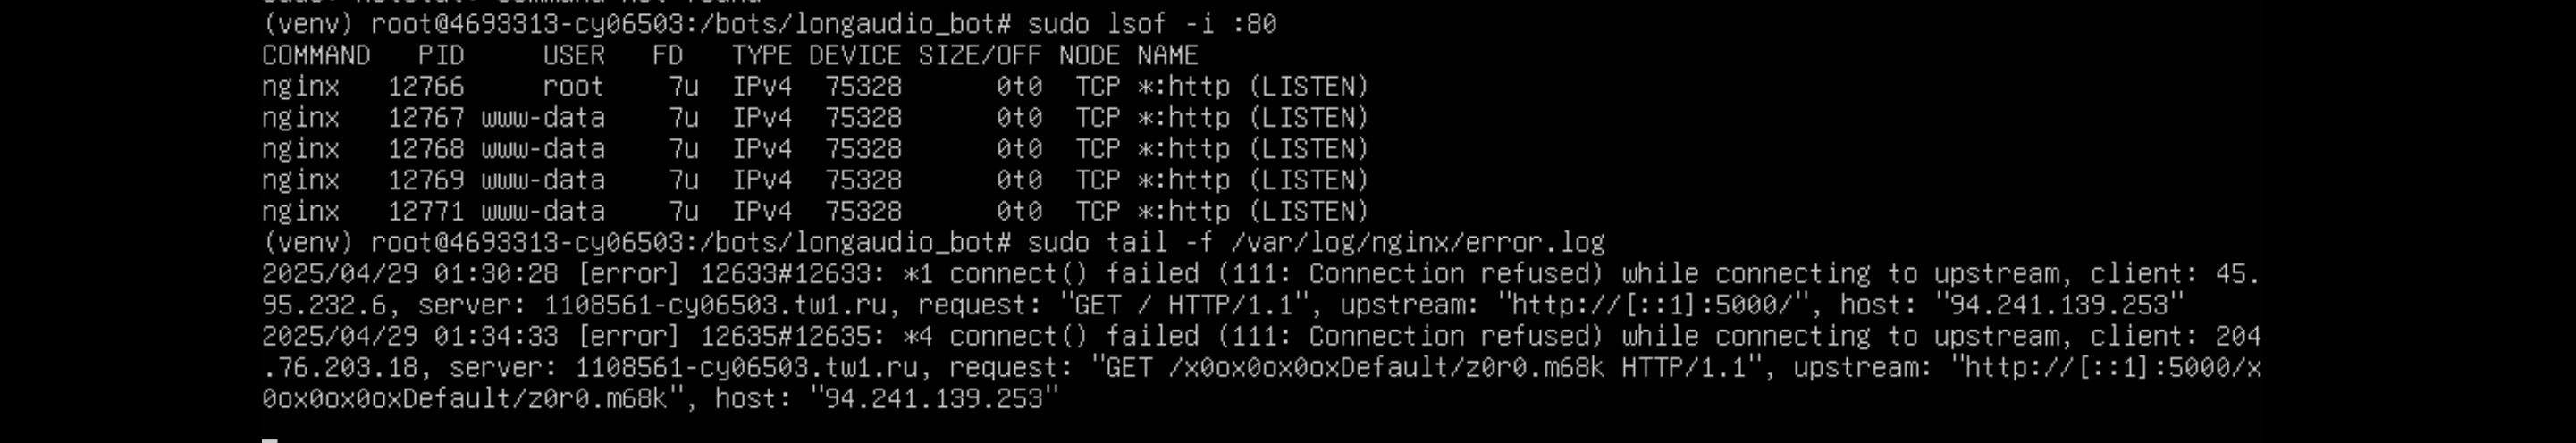 (venv) root@4693313-cy06503:/bots/longaudio_bot# sudo lsof -i :80
COMMAND   PID     USER   FD   TYPE DEVICE SIZE/OFF NODE NAME
nginx   12766     root    7u  IPv4  75328      0t0  TCP *:http (LISTEN)
nginx   12767 www-data    7u  IPv4  75328      0t0  TCP *:http (LISTEN)
nginx   12768 www-data    7u  IPv4  75328      0t0  TCP *:http (LISTEN)
nginx   12769 www-data    7u  IPv4  75328      0t0  TCP *:http (LISTEN)
nginx   12771 www-data    7u  IPv4  75328      0t0  TCP *:http (LISTEN)
(venv) root@4693313-cy06503:/bots/longaudio_bot# sudo tail -f /var/log/nginx/error.log
2025/04/29 01:30:28 [error] 12633#12633: *1 connect() failed (111: Connection refused) while connecting to upstream, client: 45.
95.232.6, server: 1108561-cy06503.tw1.ru, request: "GET / HTTP/1.1", upstream: "http://[::1]:5000/", host: "94.241.139.253"
2025/04/29 01:34:33 [error] 12635#12635: *4 connect() failed (111: Connection refused) while connecting to upstream, client: 204
.76.203.18, server: 1108561-cy06503.tw1.ru, request: "GET /x0ox0ox0oxDefault/z0r0.m68k HTTP/1.1", upstream: "http://[::1]:5000/x
0ox0ox0oxDefault/z0r0.m68k", host: "94.241.139.253"